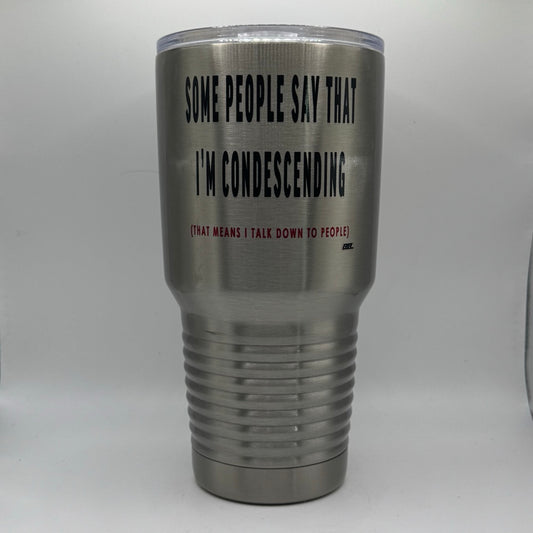 SOME PEOPLE SAY THAT
I'M CONDESCENDING
(THAT MEANS I TALK DOWN TO PEOPLE)